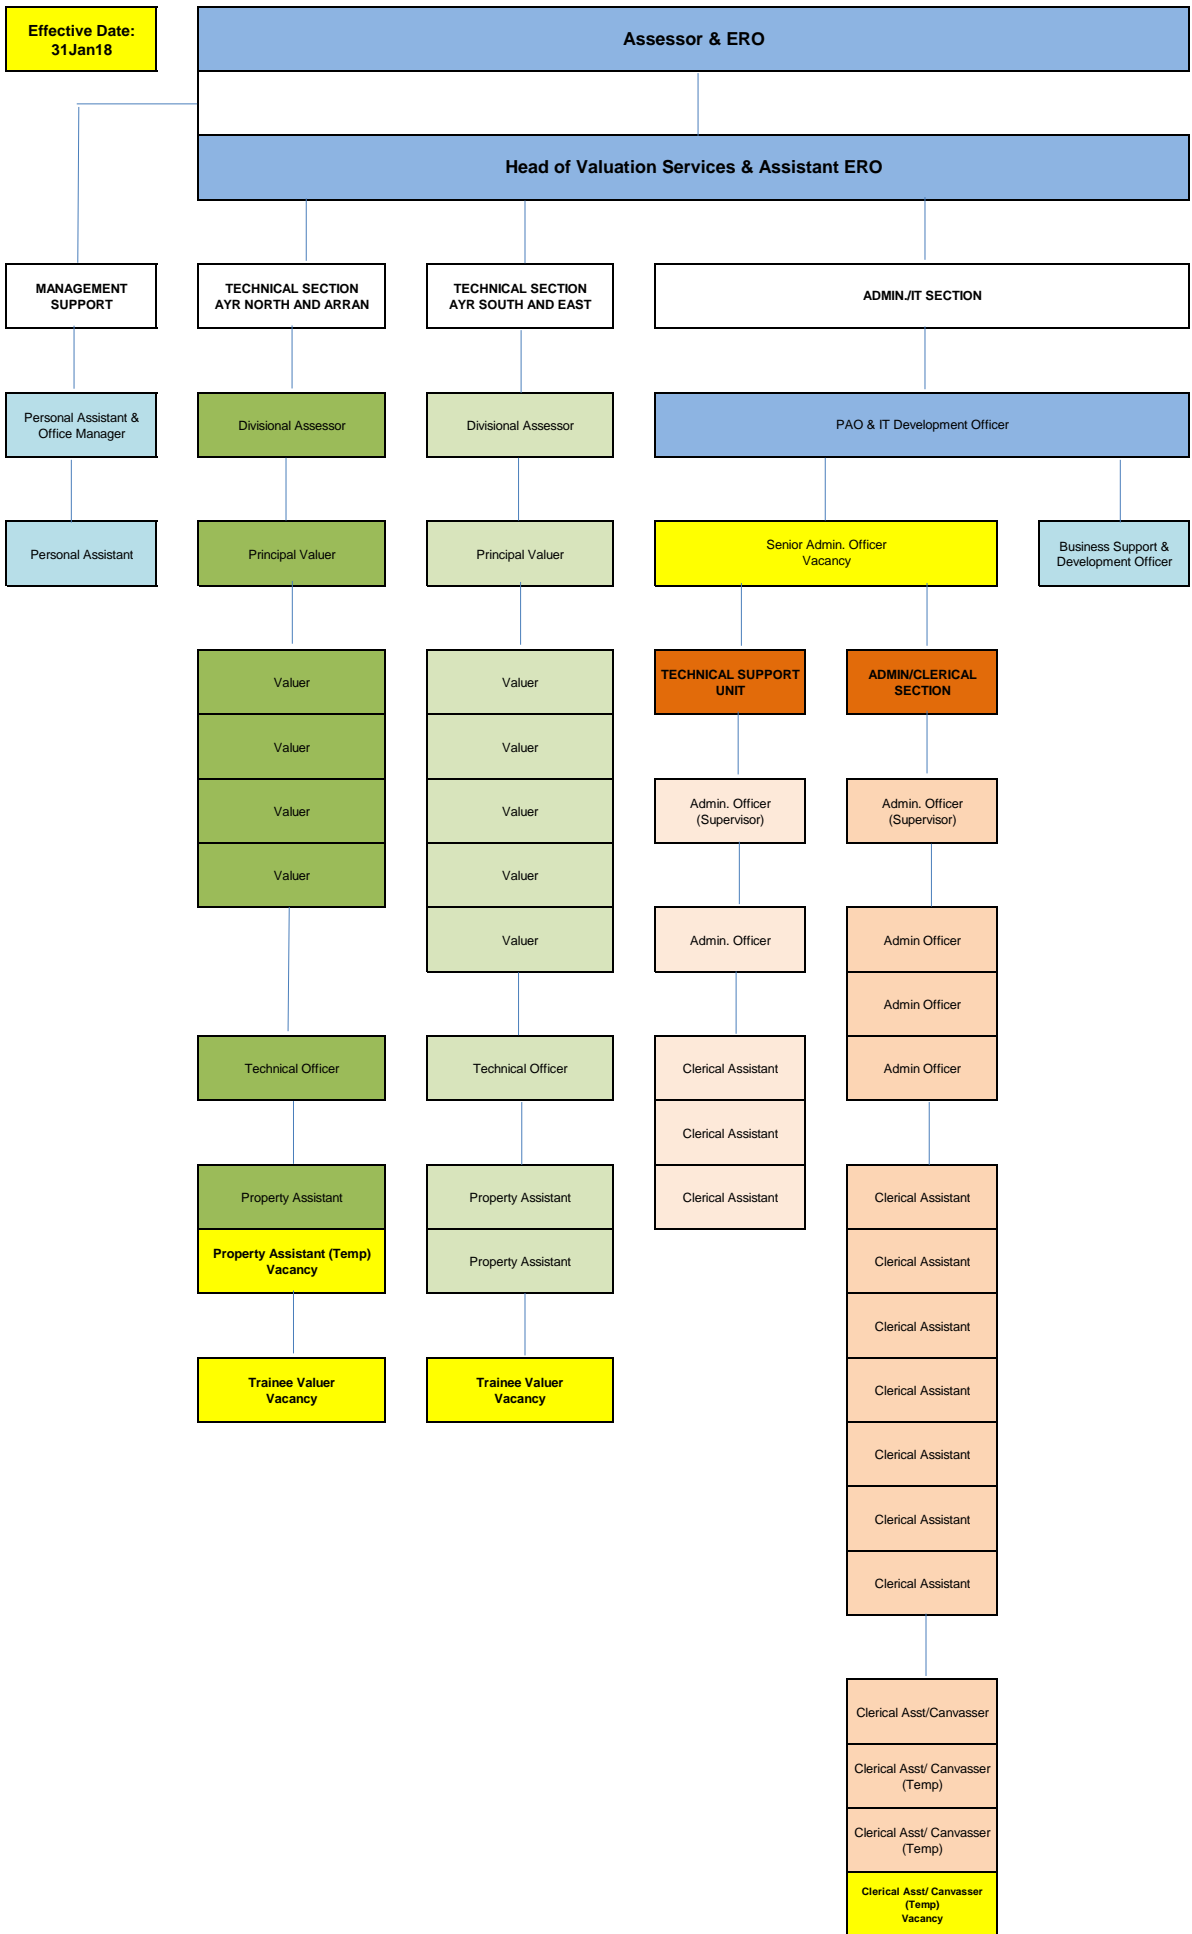 Effective Date:
31Jan18
Assessor & ERO
Head of Valuation Services & Assistant ERO
MANAGEMENT
SUPPORT
TECHNICAL SECTION
AYR NORTH AND ARRAN
TECHNICAL SECTION
AYR SOUTH AND EAST
ADMIN./IT SECTION
Personal Assistant &
Office Manager
Divisional Assessor
Divisional Assessor
PAO & IT Development Officer
Personal Assistant
Principal Valuer
Principal Valuer
Senior Admin. Officer
Vacancy
Business Support &
Development Officer
Valuer
Valuer
TECHNICAL SUPPORT
UNIT
ADMIN/CLERICAL
SECTION
Valuer
Valuer
Valuer
Valuer
Admin. Officer
(Supervisor)
Admin. Officer
(Supervisor)
Valuer
Valuer
Valuer
Admin. Officer
Admin Officer
Admin Officer
Technical Officer
Technical Officer
Clerical Assistant
Admin Officer
Clerical Assistant
Property Assistant
Property Assistant
Clerical Assistant
Clerical Assistant
Property Assistant (Temp)
Vacancy
Property Assistant
Clerical Assistant
Clerical Assistant
Trainee Valuer
Vacancy
Trainee Valuer
Vacancy
Clerical Assistant
Clerical Assistant
Clerical Assistant
Clerical Assistant
Clerical Asst/Canvasser
Clerical Asst/ Canvasser
(Temp)
Clerical Asst/ Canvasser
(Temp)
Clerical Asst/ Canvasser
(Temp)
Vacancy